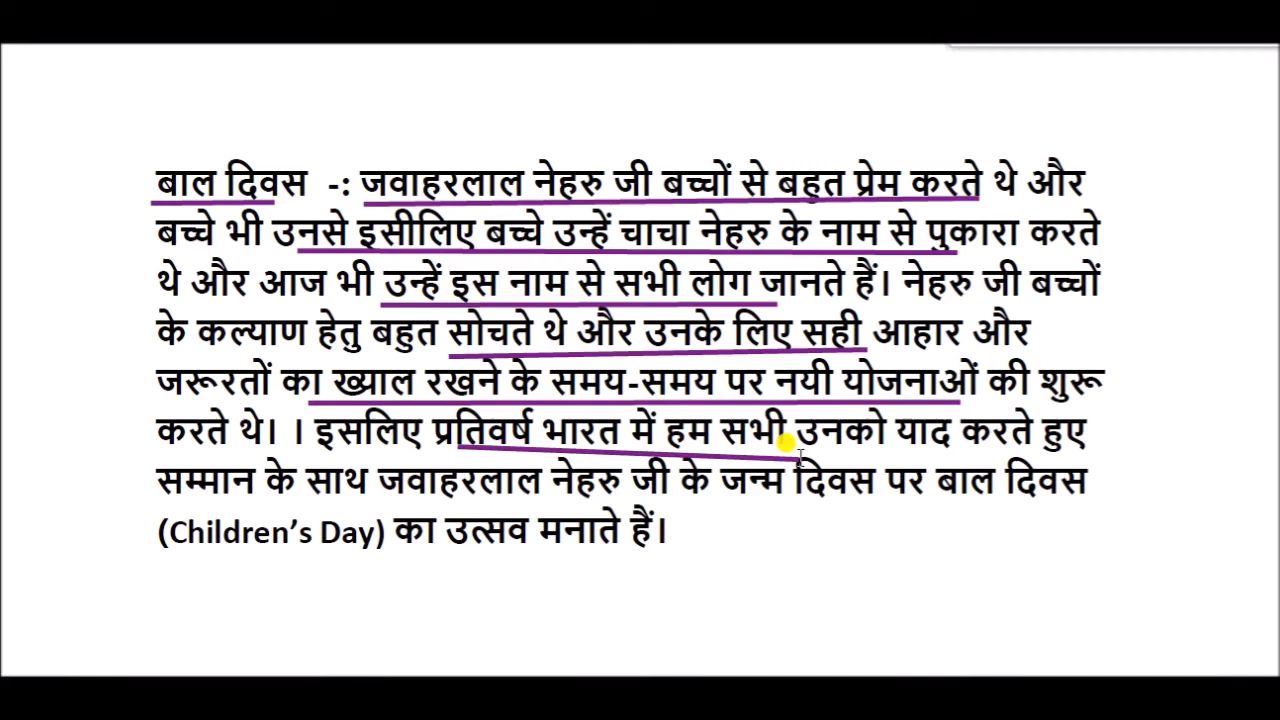 बाल दिवस -: जवाहरलाल नेहरु जी बच्चों से बहुत प्रेम करते थे और
बच्चे भी उनसे इसीलिए बच्चे उन्हें चाचा नेहरु के नाम से पुकारा करते
थे और आज भी उन्हें इस नाम से सभी लोग जानते हैं। नेहरु जी बच्चों
के कल्याण हेतु बहुत सोचते थे और उनके लिए सही आहार और
जरूरतों का ख्याल रखने के समय-समय पर नयी योजनाओं की शुरू
करते थे। । इसलिए प्रतिवर्ष भारत में हम सभी उनको याद करते हुए
सम्मान के साथ जवाहरलाल नेहरु जी के जन्म दिवस पर बाल दिवस
(Children’s Day) का उत्सव मनाते हैं।